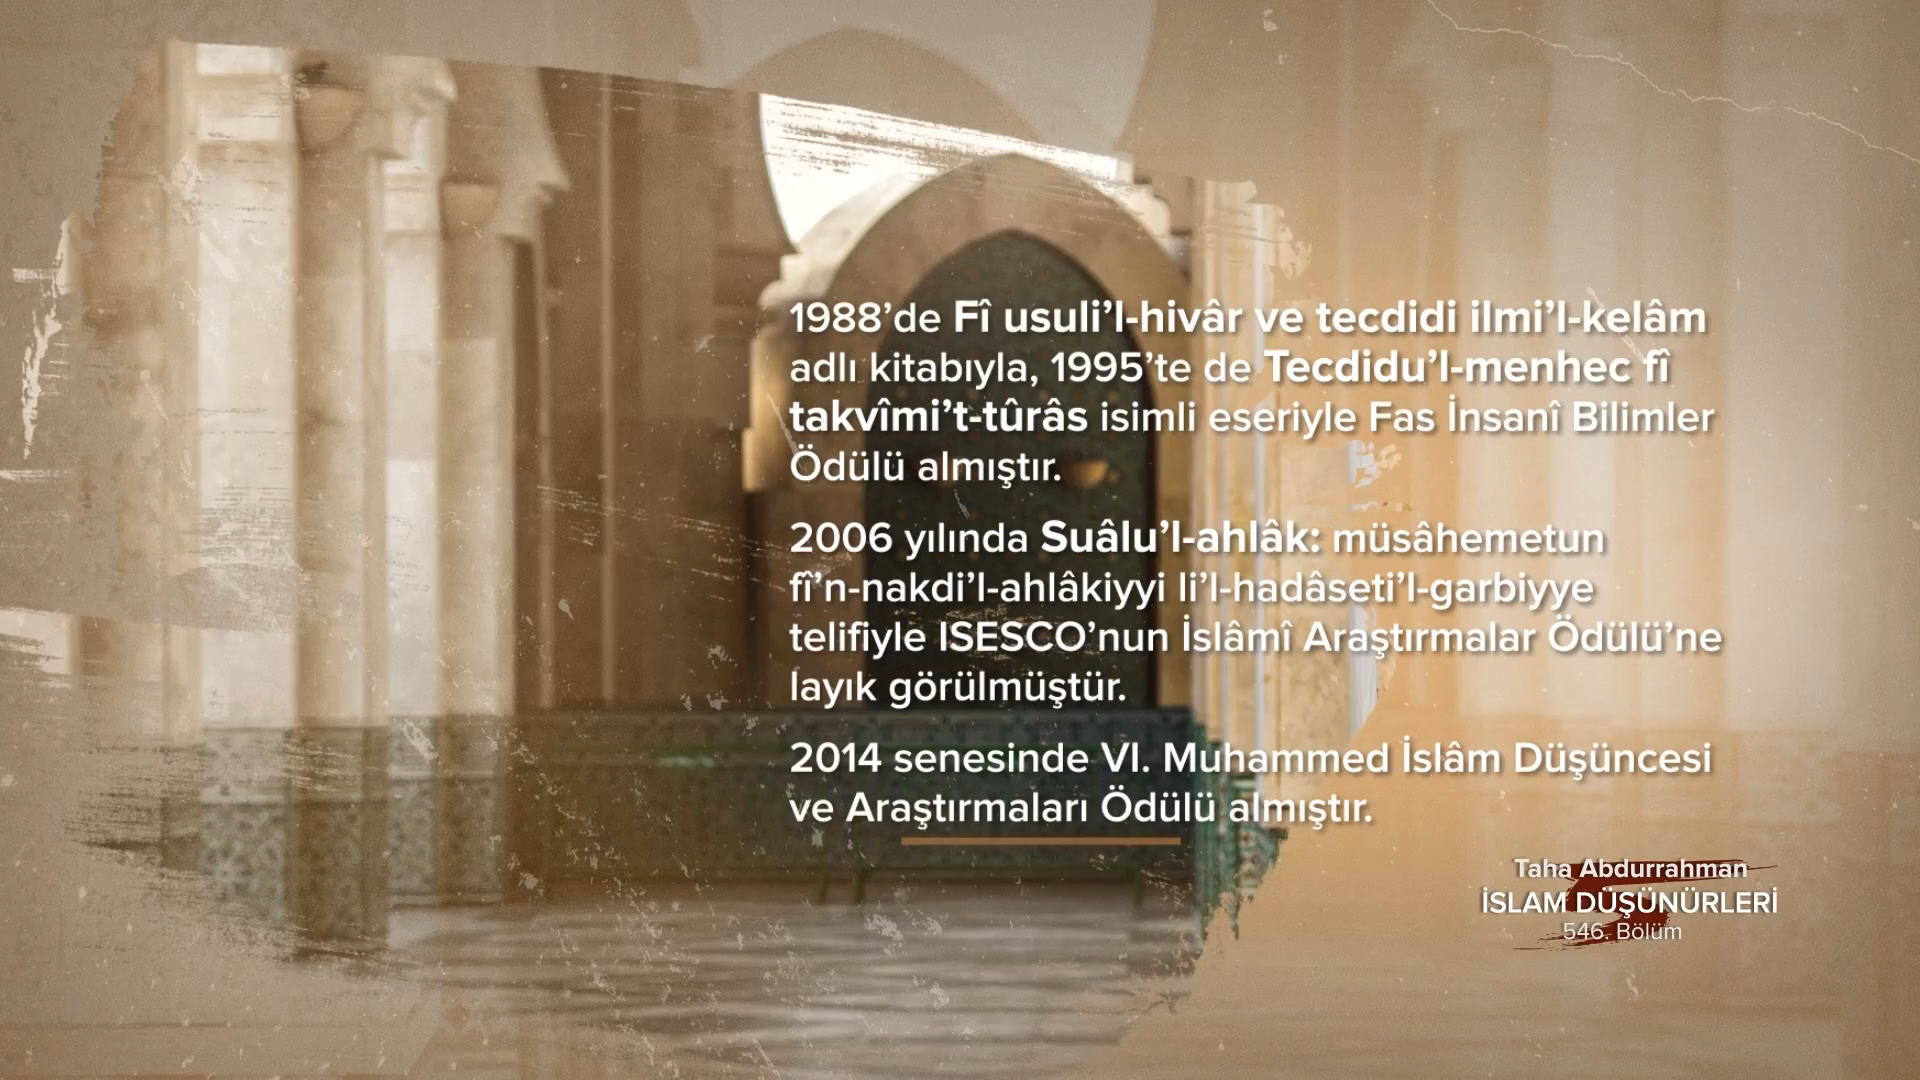 1988’de Fî usuli’l-hivâr ve tecdidi ilmi’l-kelâm
adlı kitabıyla, 1995’te de Tecdidu’l-menhec fî
takvîmi’t-tûrâs isimli eseriyle Fas İnsanî Bilimler
Ödülü almıştır.
2006 yılında Suâlu’l-ahlâk: müsâhemetun
fî’n-nakdi’l-ahlâkiyyi li’l-hadâseti’l-garbiyye
telifiyle ISESCO’nun İslâmî Araştırmalar Ödülü’ne
layık görülmüştür.
2014 senesinde VI. Muhammed İslâm Düşüncesi
ve Araştırmaları Ödülü almıştır.
Taha Abdurrahman
İSLAM DÜŞÜNÜRLERİ
546. Bölüm